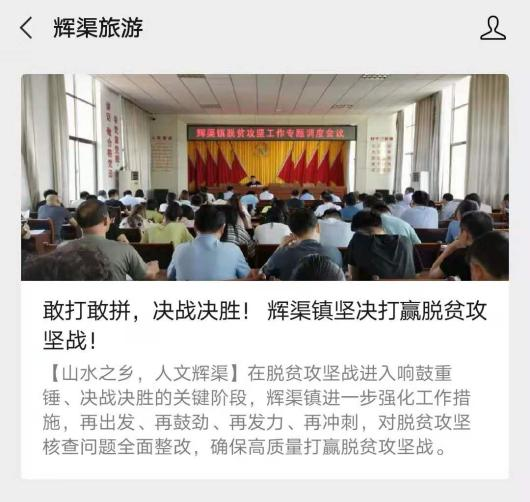 辉渠旅游
辉渠镇脱贫攻坚工作专题调度会议
敢打敢拼，决战决胜！ 辉渠镇坚决打赢脱贫攻
坚战！
【山水之乡，人文辉渠】在脱贫攻坚战进入响鼓重
锤、决战决胜的关键阶段，辉渠镇进一步强化工作措
施，再出发、再鼓劲、再发力、再冲刺，对脱贫攻坚
核查问题全面整改，确保高质量打赢脱贫攻坚战。